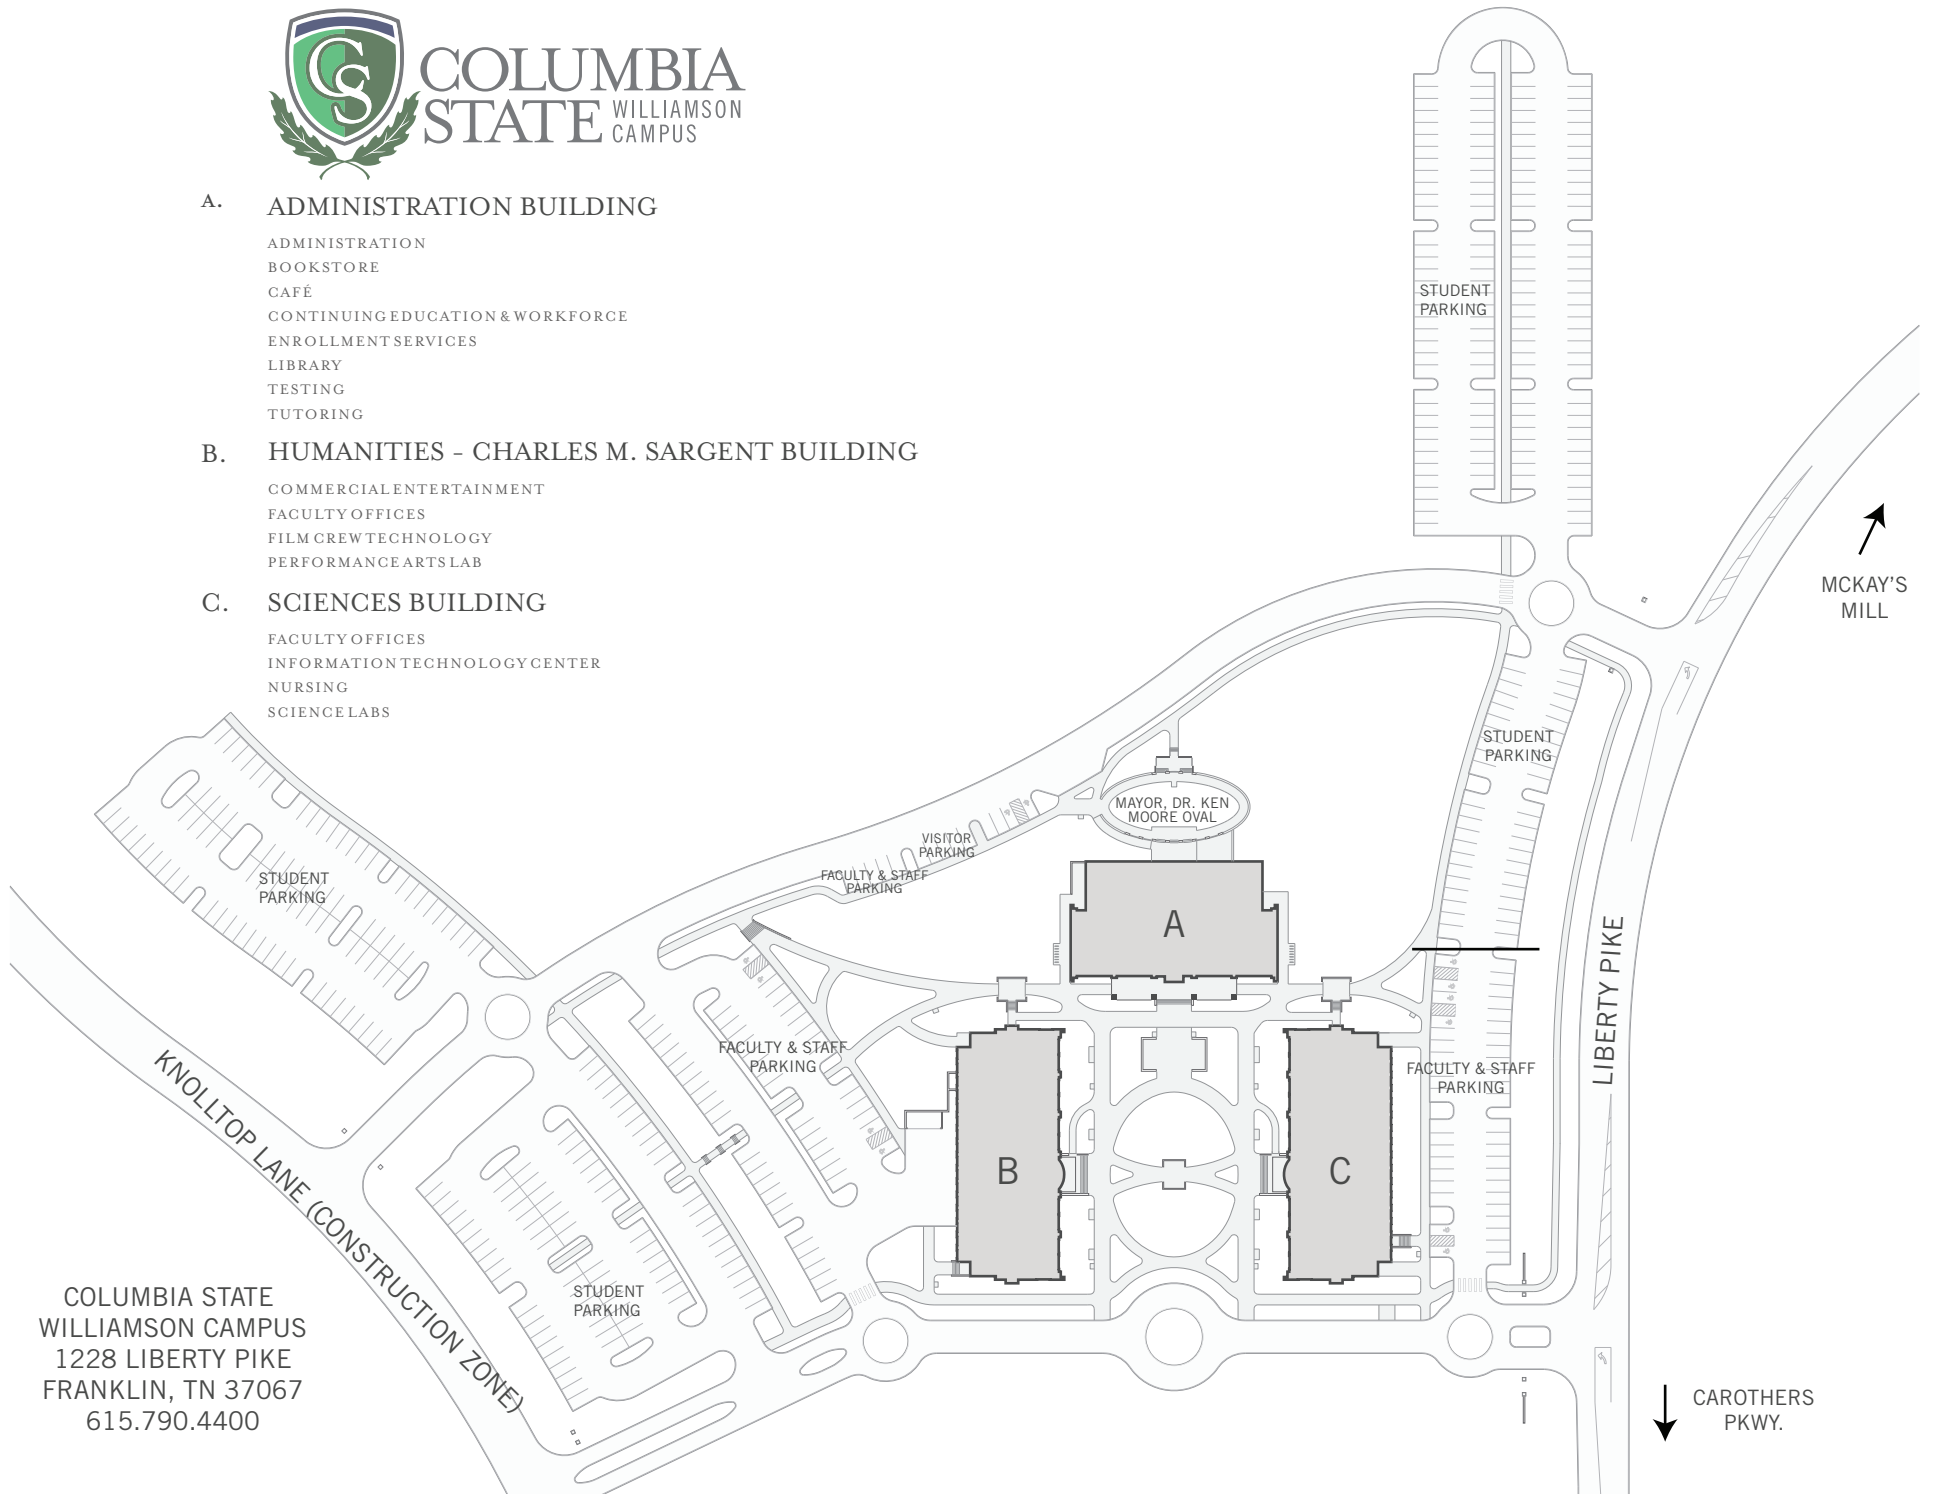 CS
COLUMBIA
STATE WILLIAMSON
CAMPUS
A. ADMINISTRATION BUILDING
ADMINISTRATION
BOOKSTORE
CAFÉ
CONTINUING EDUCATION & WORKFORCE
ENROLLMENT SERVICES
LIBRARY
TESTING
TUTORING
B. HUMANITIES – CHARLES M. SARGENT BUILDING
COMMERCIAL ENTERTAINMENT
FACULTY OFFICES
FILM CREW TECHNOLOGY
PERFORMANCE ARTS LAB
C. SCIENCES BUILDING
FACULTY OFFICES
INFORMATION TECHNOLOGY CENTER
NURSING
SCIENCE LABS
STUDENT
PARKING
MCKAY'S
MILL
STUDENT
PARKING
MAYOR, DR. KEN
MOORE OVAL
VISITOR
PARKING
FACULTY & STAFF
PARKING
STUDENT
PARKING
A
LIBERTY PIKE
FACULTY & STAFF
PARKING
FACULTY & STAFF
PARKING
B
C
KNOLLTOP LANE (CONSTRUCTION ZONE)
STUDENT
PARKING
COLUMBIA STATE
WILLIAMSON CAMPUS
1228 LIBERTY PIKE
FRANKLIN, TN 37067
615.790.4400
CAROTHERS
PKWY.